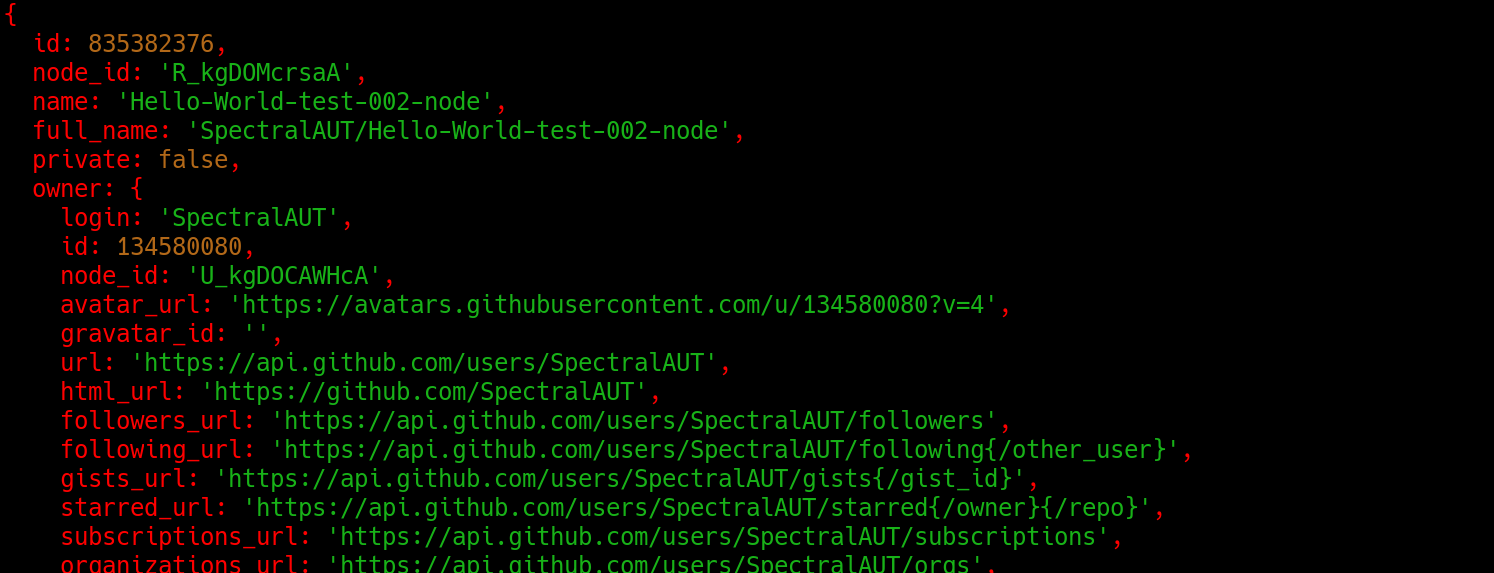 {
  id: 835382376,
  node_id: 'R_kgDOMcrsaA',
  name: 'Hello-World-test-002-node',
  full_name: 'SpectralAUT/Hello-World-test-002-node',
  private: false,
  owner: {
    login: 'SpectralAUT',
    id: 134580080,
    node_id: 'U_kgDOCAWHcA',
    avatar_url: 'https://avatars.githubusercontent.com/u/134580080?v=4',
    gravatar_id: '',
    url: 'https://api.github.com/users/SpectralAUT',
    html_url: 'https://github.com/SpectralAUT',
    followers_url: 'https://api.github.com/users/SpectralAUT/followers',
    following_url: 'https://api.github.com/users/SpectralAUT/following{/other_user}',
    gists_url: 'https://api.github.com/users/SpectralAUT/gists{/gist_id}',
    starred_url: 'https://api.github.com/users/SpectralAUT/starred{/owner}{/repo}',
    subscriptions_url: 'https://api.github.com/users/SpectralAUT/subscriptions',
    organizations_url: 'https://api.github.com/users/SpectralAUT/orgs',